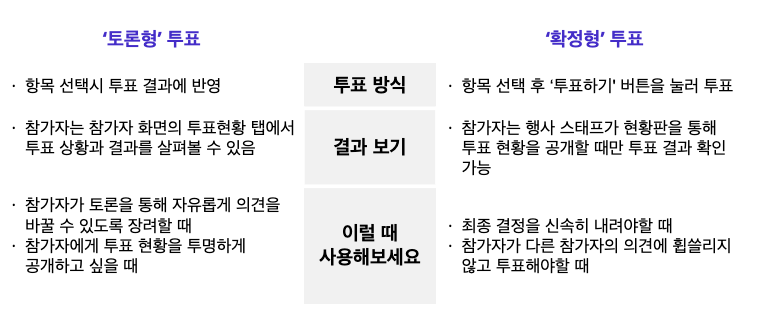 ‘토론형’ 투표
‘확정형’ 투표
· 항목 선택시 투표 결과에 반영
투표 방식
· 항목 선택 후 ‘투표하기’ 버튼을 눌러 투표
· 참가자는 참가자 화면의 투표현황 탭에서
투표 상황과 결과를 살펴볼 수 있음
결과 보기
· 참가자는 행사 스태프가 현황판을 통해
투표 현황을 공개할 때만 투표 결과 확인
가능
· 참가자가 토론을 통해 자유롭게 의견을
바꿀 수 있도록 장려할 때
· 참가자에게 투표 현황을 투명하게
공개하고 싶을 때
이럴 때
사용해보세요
· 최종 결정을 신속히 내려야할 때
· 참가자가 다른 참가자의 의견에 휩쓸리지
않고 투표해야할 때